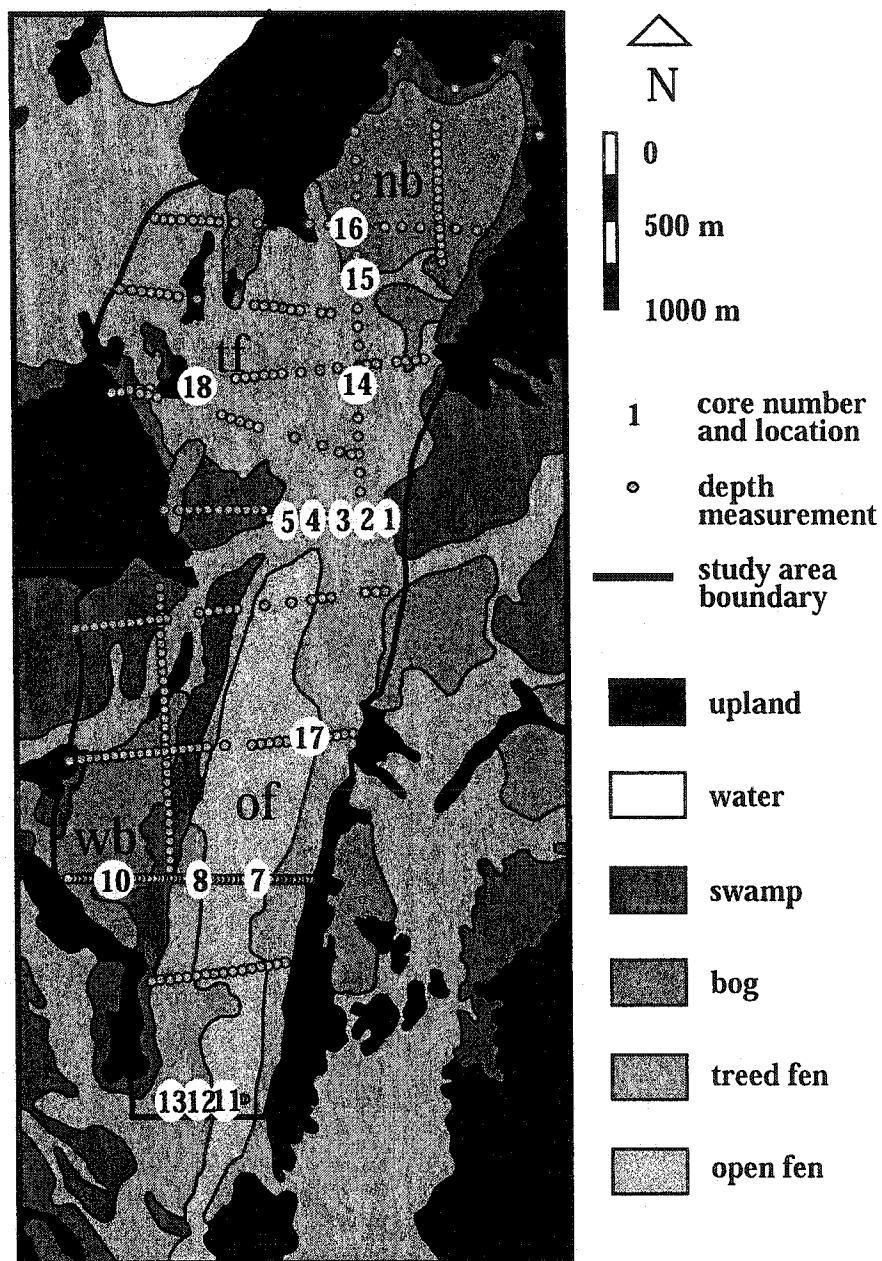 N
0
500 m
1000 m
nb
16
15
tf
18
14
1 core number
and location
depth
measurement
5 4 3 2 1
study area
boundary
upland
17
water
of
wb
10 8 7
swamp
bog
treed fen
13 12 11
open fen